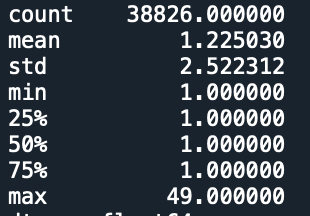 count 38826.000000
mean 1.225030
std 2.522312
min 1.000000
25% 1.000000
50% 1.000000
75% 1.000000
max 49.000000